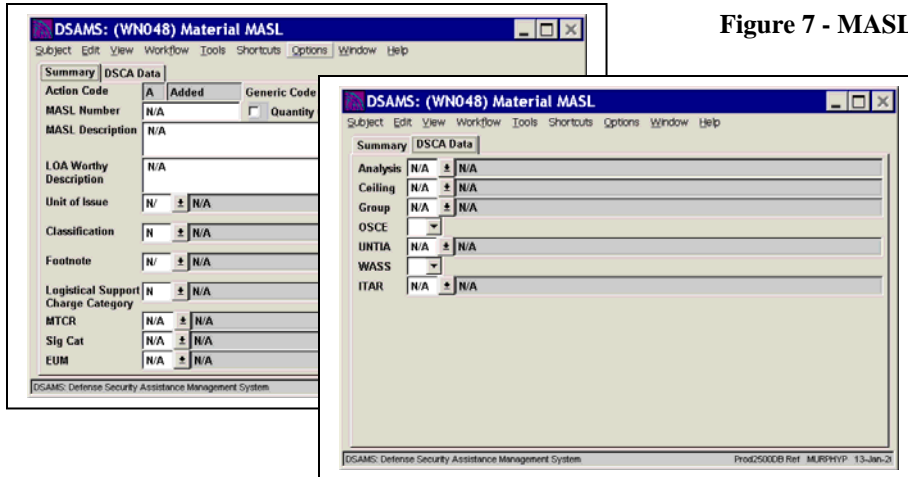 Figure 7 - MASL
DSAMS: (WN048) Material MASL
Subject Edit View Workflow Tools Shortcuts Options Window Help
Summary DSCA Data
Action Code A Added Generic Code
MASL Number N/A Quantity
MASL Description N/A
LOA Worthy Description N/A
Unit of Issue N/ N/A
Classification N N/A
Footnote N/ N/A
Logistical Support Charge Category N N/A
MTCR N/A N/A
Sig Cat N/A N/A
EUM N/A N/A
DSAMS: Defense Security Assistance Management System
DSAMS: (WN048) Material MASL
Subject Edit View Workflow Tools Shortcuts Options Window Help
Summary DSCA Data
Analysis N/A N/A
Ceiling N/A N/A
Group N/A N/A
OSCE
UNTIA N/A N/A
WASS
ITAR N/A N/A
DSAMS: Defense Security Assistance Management System Prod2500DB Ref MURPHYP 13-Jan-2